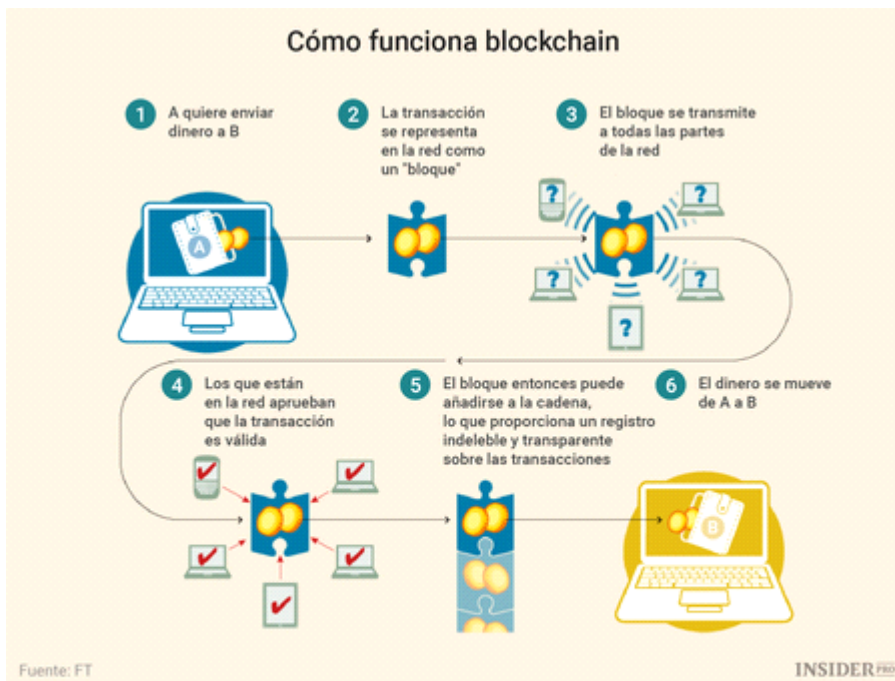 Cómo funciona blockchain
1
A quiere enviar
dinero a B
2
La transacción
se representa
en la red como
un "bloque"
3
El bloque se transmite
a todas las partes
de la red
A
?
?
?
?
?
4
Los que están
en la red aprueban
que la transacción
es válida
5
El bloque entonces puede
añadirse a la cadena,
lo que proporciona un registro
indeleble y transparente
sobre las transacciones
6
El dinero se mueve
de A a B
B
Fuente: FT
INSIDER PRO